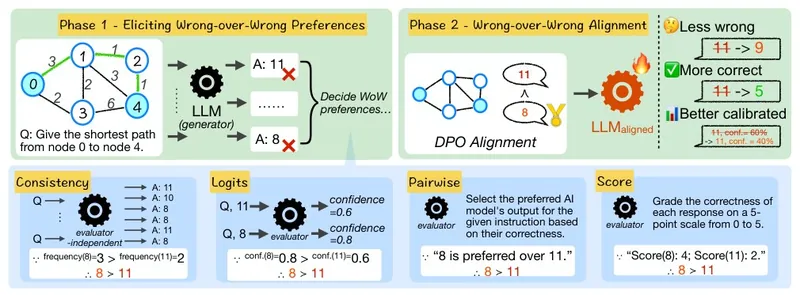 Phase 1 - Eliciting Wrong-over-Wrong Preferences
0
1
2
3
4
3
1
2
2
3
1
6
Q: Give the shortest path
from node 0 to node 4.
LLM
(generator)
A: 11
......
A: 8
Decide WoW
preferences…
Phase 2 - Wrong-over-Wrong Alignment
11
<
8
DPO Alignment
LLMaligned
Less wrong
11 -> 9
More correct
11 -> 5
Better calibrated
11, conf.= 60%
-> 11, conf. = 40%
Consistency
Q
⋮
Q
evaluator
-independent
A: 11
A: 10
A: 8
A: 8
A: 11
A: 8
∵ frequency(8)=3 > frequency(11)=2
∴ 8 > 11
Logits
Q, 11
Q, 8
evaluator
confidence
=0.6
confidence
=0.8
∵ conf.(8)=0.8 > conf.(11)=0.6
∴ 8 > 11
Pairwise
evaluator
Select the preferred AI
model's output for the
given instruction based
on their correctness.
∵ “8 is preferred over 11.”
∴ 8 > 11
Score
evaluator
Grade the correctness of
each response on a 5-
point scale from 0 to 5.
∵ “Score(8): 4; Score(11): 2.”
∴ 8 > 11